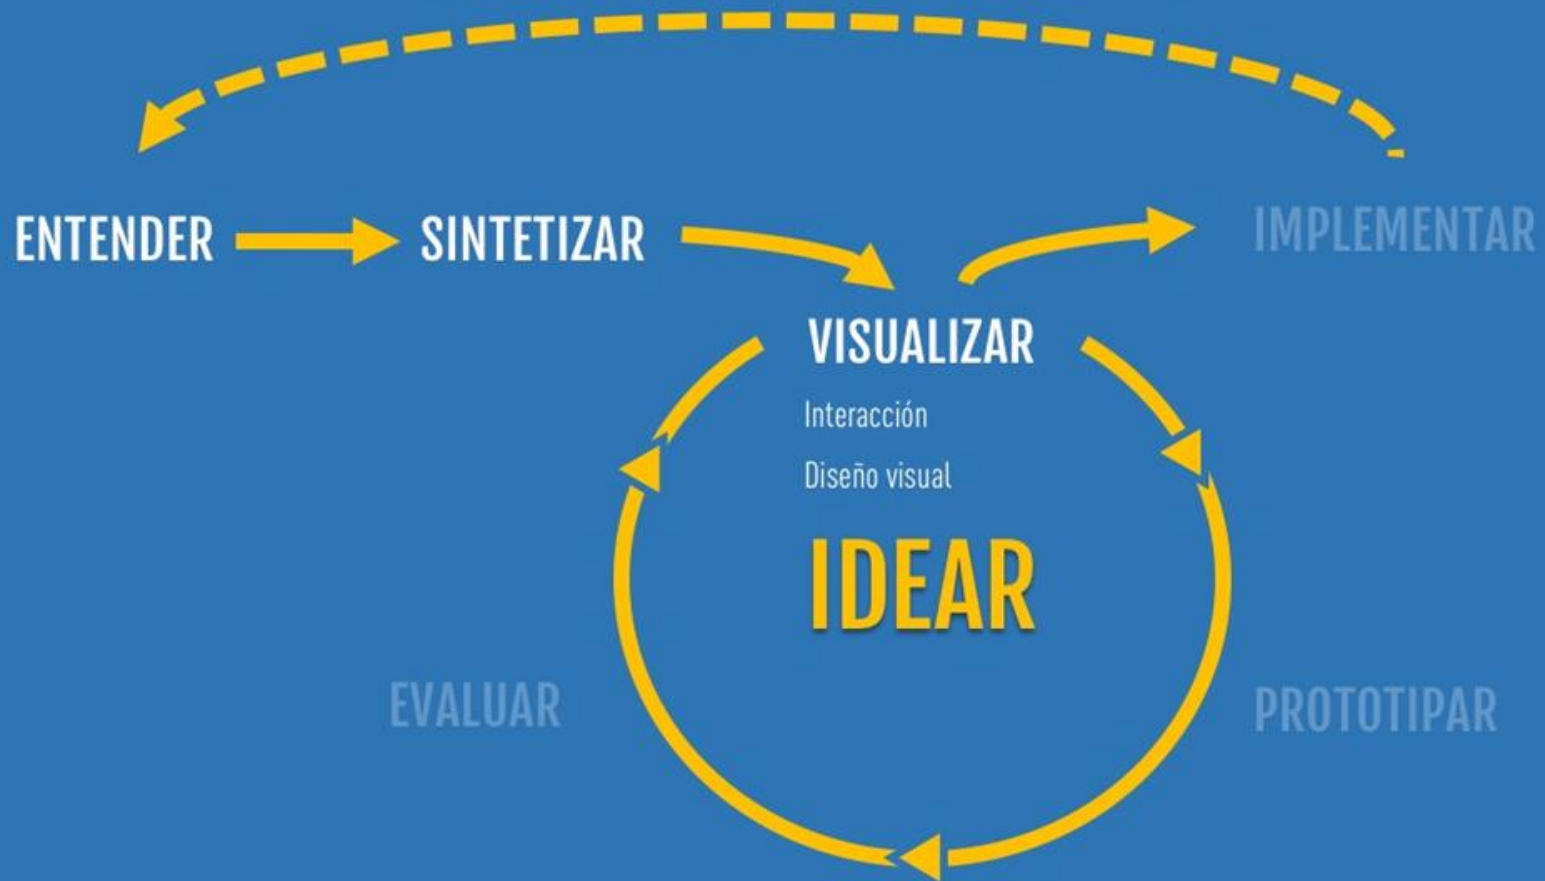 ENTENDER
SINTETIZAR
IMPLEMENTAR
VISUALIZAR
Interacción
Diseño visual
IDEAR
EVALUAR
PROTOTIPAR